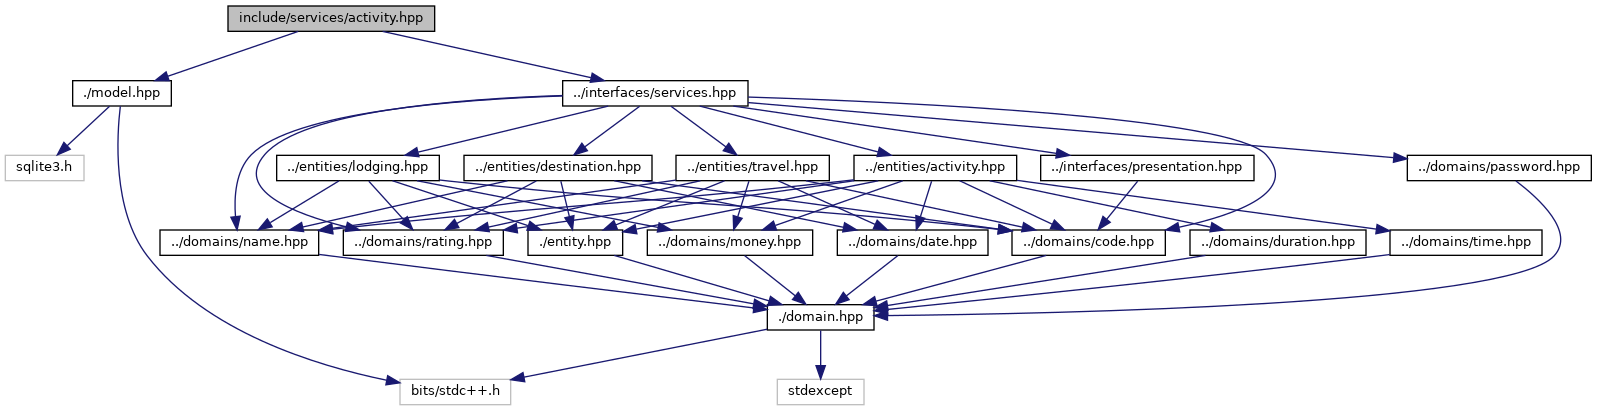 include/services/activity.hpp
./model.hpp
../interfaces/services.hpp
sqlite3.h
../entities/lodging.hpp
../entities/destination.hpp
../entities/travel.hpp
../entities/activity.hpp
../interfaces/presentation.hpp
../domains/password.hpp
../domains/name.hpp
../domains/rating.hpp
./entity.hpp
../domains/money.hpp
../domains/date.hpp
../domains/code.hpp
../domains/duration.hpp
../domains/time.hpp
./domain.hpp
bits/stdc++.h
stdexcept